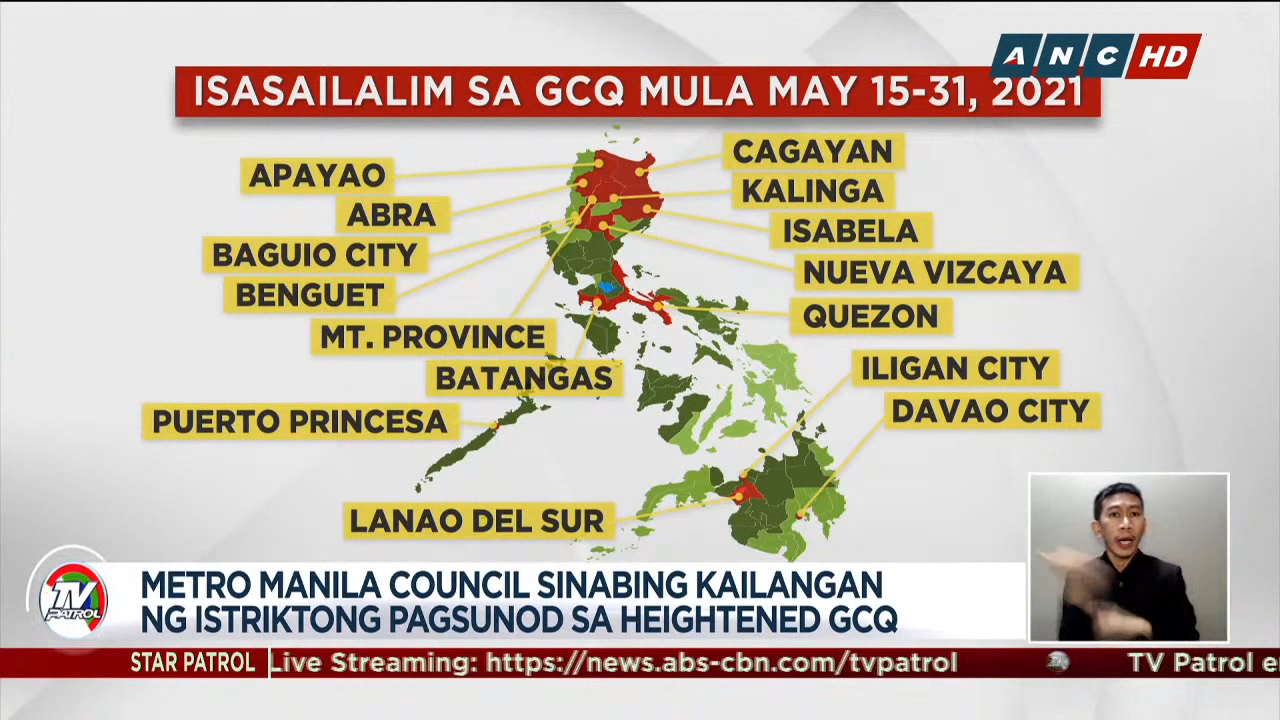 ANC HD
ISASAILALIM SA GCQ MULA MAY 15-31, 2021
APAYAO
ABRA
BAGUIO CITY
BENGUET
MT. PROVINCE
BATANGAS
PUERTO PRINCESA
LANAO DEL SUR
CAGAYAN
KALINGA
ISABELA
NUEVA VIZCAYA
QUEZON
ILIGAN CITY
DAVAO CITY
TV PATROL
METRO MANILA COUNCIL SINABING KAILANGAN
NG ISTRIKTONG PAGSUNOD SA HEIGHTENED GCQ
STAR PATROL Live Streaming: https://news.abs-cbn.com/tvpatrol TV Patrol e